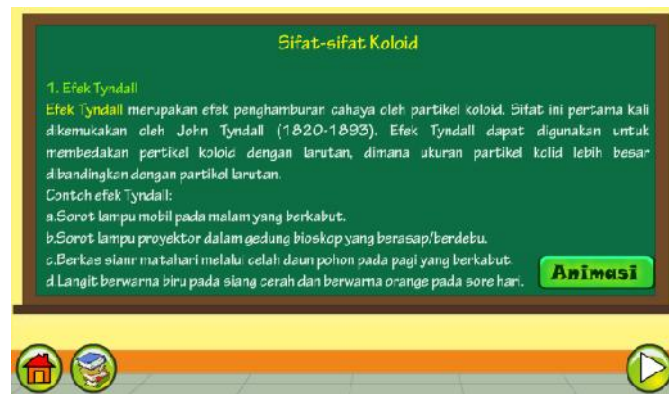 Sifat-sifat Koloid
1. Efek Tyndall
Efek Tyndall merupakan efek penghamburan cahaya oleh partikel koloid. Sifat ini pertama kali
dikemukakan oleh John Tyndall (1820-1893). Efek Tyndall dapat digunakan untuk
membedakan pertikel koloid dengan larutan, dimana ukuran partikel kolid lebih besar
dibandingkan dengan partikel larutan.
Contoh efek Tyndall:
a.Sorot lampu mobil pada malam yang berkabut.
b.Sorot lampu proyektor dalam gedung bioskop yang berasap/berdebu.
c.Berkas sianr matahari melalui celah daun pohon pada pagi yang berkabut.
d.Langit berwarna biru pada siang cerah dan berwarna orange pada sore hari.
Animasi